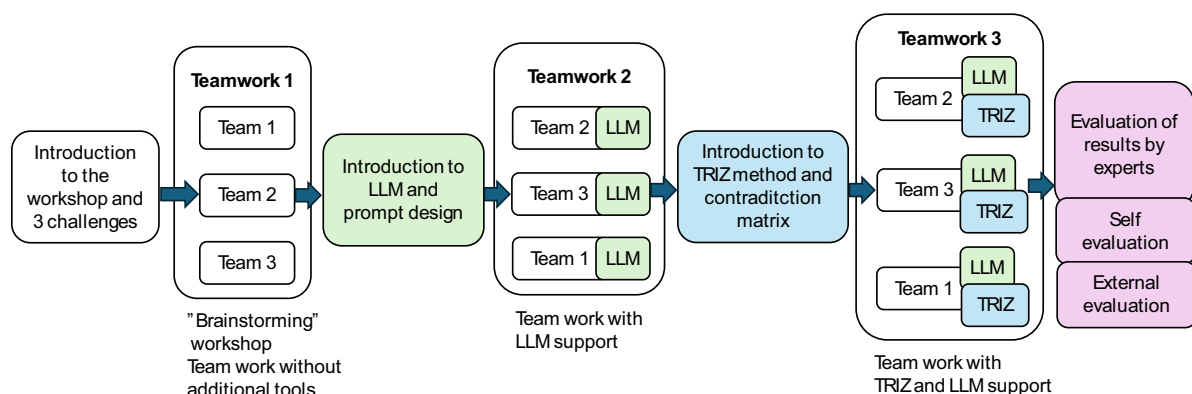 Introduction
to the
workshop and
3 challenges
Teamwork 1
Team 1
Team 2
Team 3
”Brainstorming”
workshop
Team work without
additional tools
Introduction to
LLM and
prompt design
Teamwork 2
Team 2
LLM
Team 3
LLM
Team 1
LLM
Team work with
LLM support
Introduction to
TRIZ method and
contraditction
matrix
Teamwork 3
Team 2
LLM
TRIZ
Team 3
LLM
TRIZ
Team 1
LLM
TRIZ
Team work with
TRIZ and LLM support
Evaluation of
results by
experts
Self
evaluation
External
evaluation